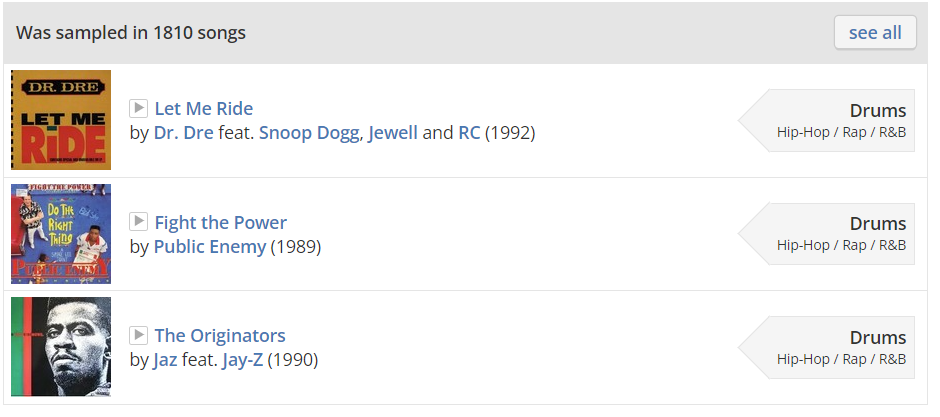 Was sampled in 1810 songs
see all
DR. DRE
LET ME
RIDE
Let Me Ride
by Dr. Dre feat. Snoop Dogg, Jewell and RC (1992)
Drums
Hip-Hop / Rap / R&B
FIGHT THE POWER
DO THE
RIGHT
THING
PUBLIC ENEMY
Fight the Power
by Public Enemy (1989)
Drums
Hip-Hop / Rap / R&B
The Originators
by Jaz feat. Jay-Z (1990)
Drums
Hip-Hop / Rap / R&B